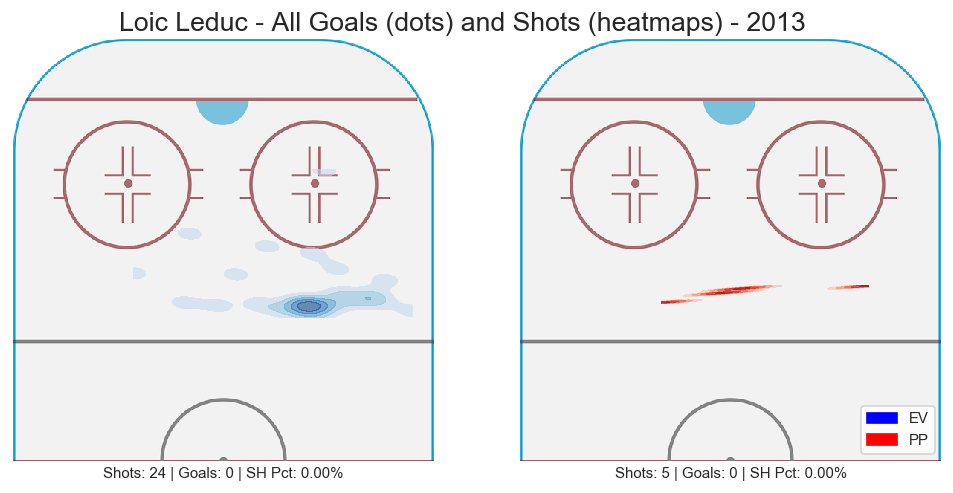 Loic Leduc - All Goals (dots) and Shots (heatmaps) - 2013
EV
PP
Shots: 24 | Goals: 0 | SH Pct: 0.00%
Shots: 5 | Goals: 0 | SH Pct: 0.00%